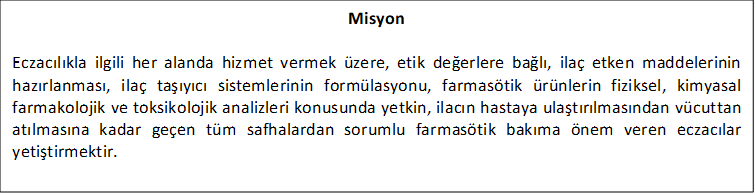 Misyon
Eczacılıkla ilgili her alanda hizmet vermek üzere, etik değerlere bağlı, ilaç etken maddelerinin
hazırlanması, ilaç taşıyıcı sistemlerinin formülasyonu, farmasötik ürünlerin fiziksel, kimyasal
farmakolojik ve toksikolojik analizleri konusunda yetkin, ilacın hastaya ulaştırılmasından vücuttan
atılmasına kadar geçen tüm safhalardan sorumlu farmasötik bakıma önem veren eczacılar
yetiştirmektir.